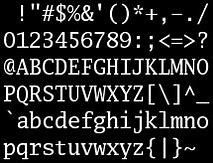 !"#$%&'()*+,-./
0123456789:;<=>?
@ABCDEFGHIJKLMNO
PQRSTUVWXYZ[\]^_
`abcdefghijklmno
pqrstuvwxyz{|}~